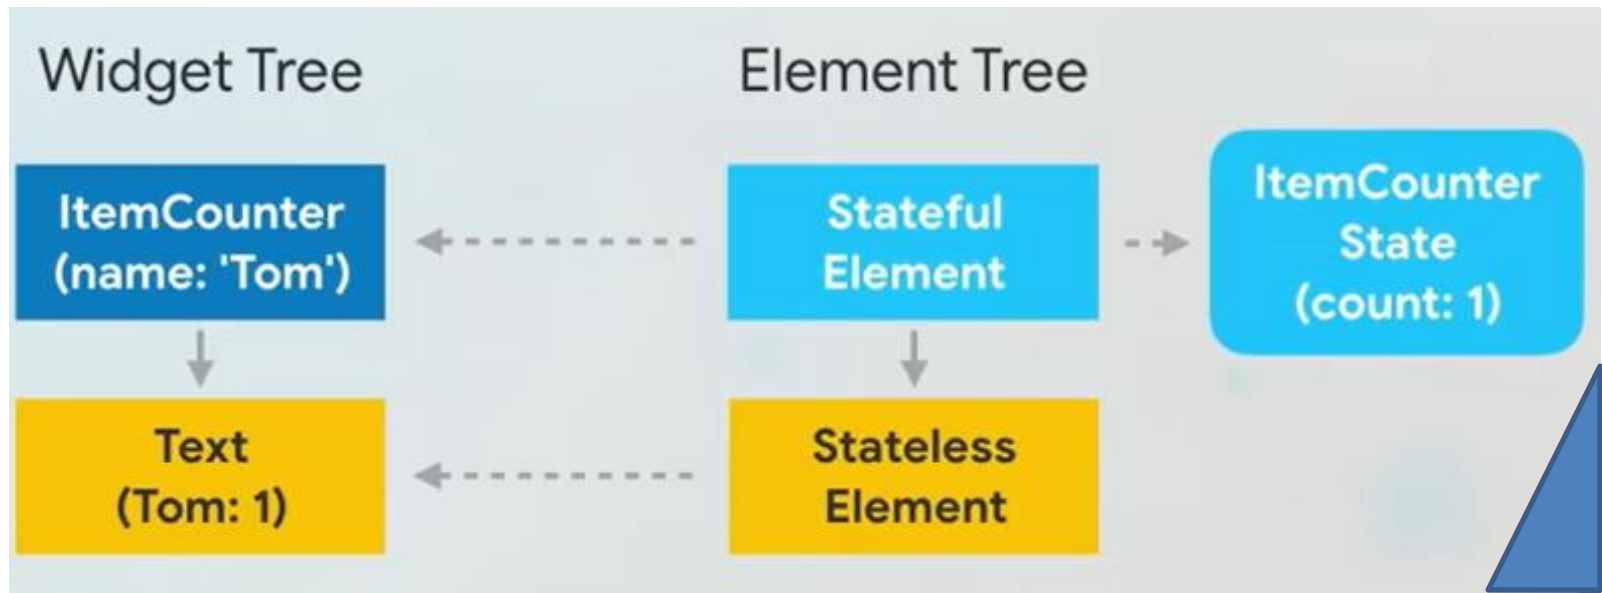 Widget Tree
Element Tree
ItemCounter
(name: 'Tom')
Stateful
Element
ItemCounter
State
(count: 1)
Text
(Tom: 1)
Stateless
Element